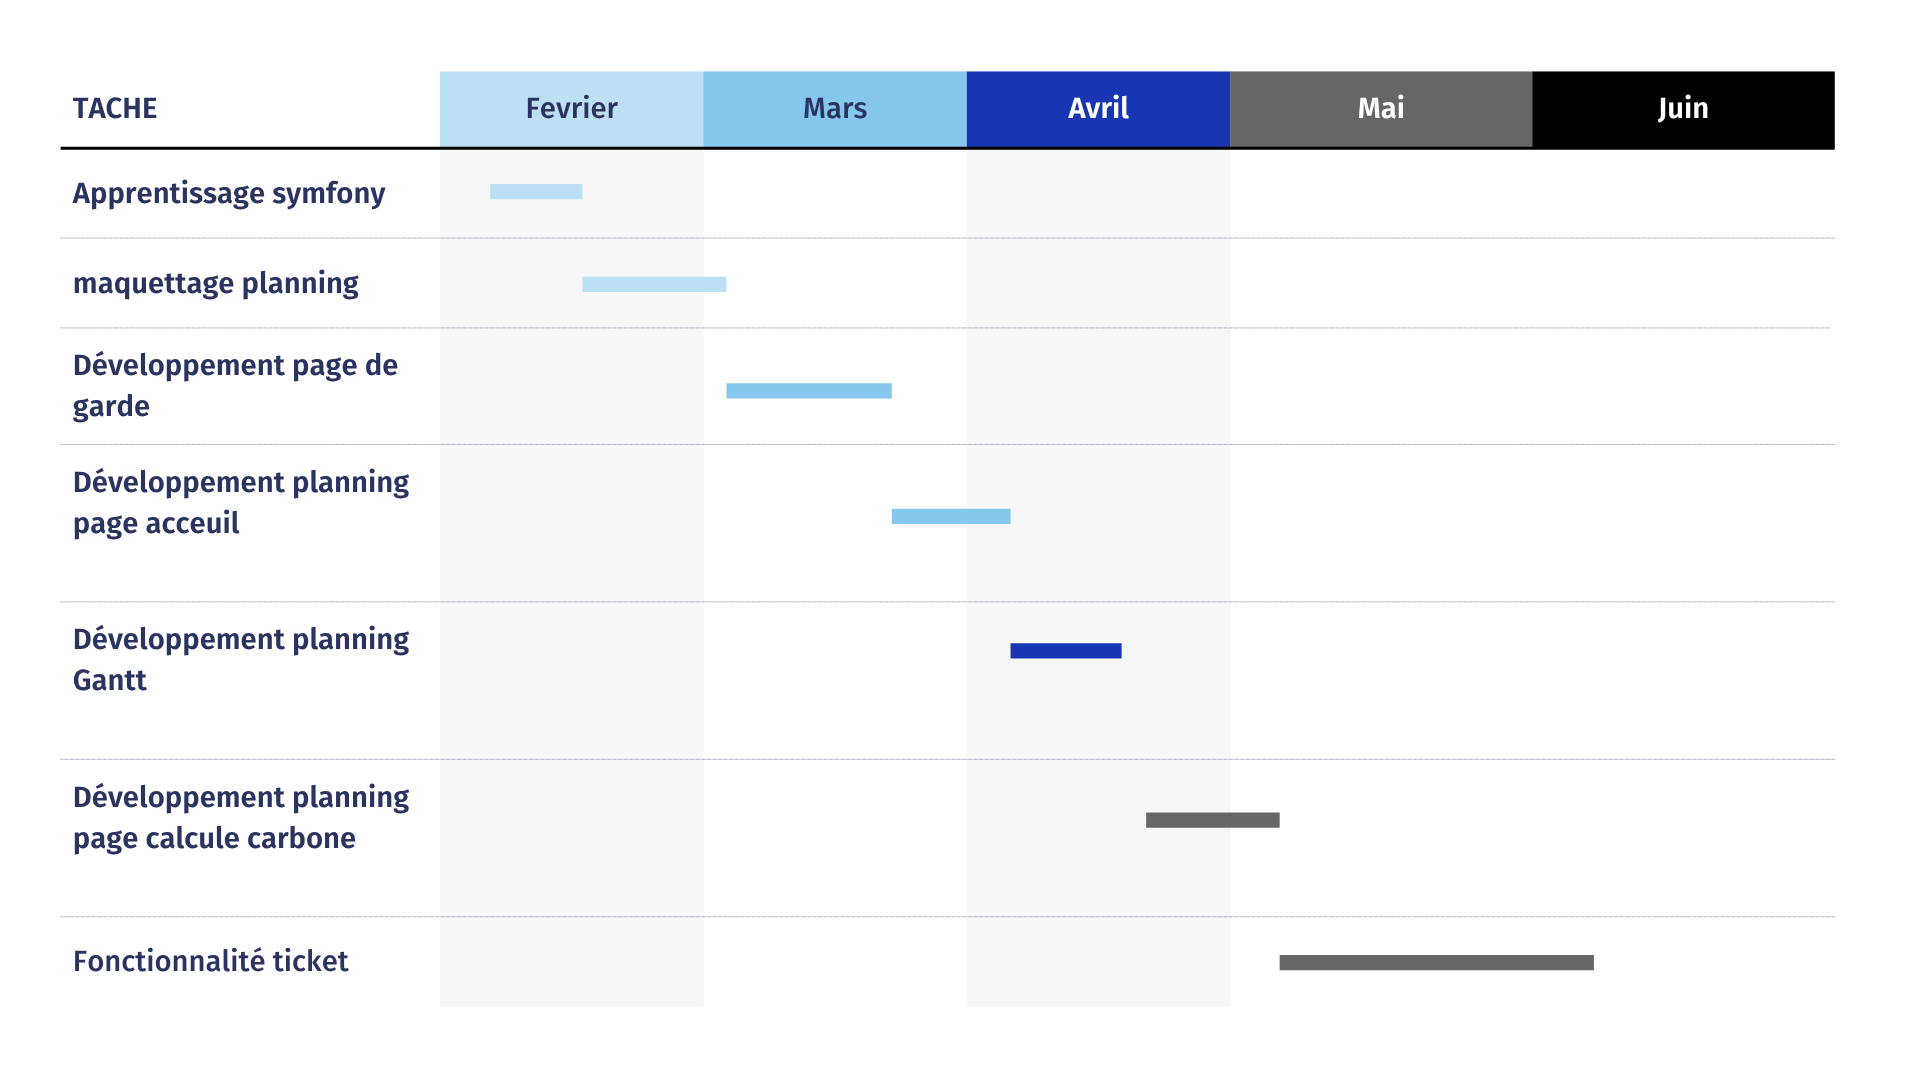 TACHE Fevrier Mars Avril Mai Juin
Apprentissage symfony
maquettage planning
Développement page de
garde
Développement planning
page acceuil
Développement planning
Gantt
Développement planning
page calcule carbone
Fonctionnalité ticket